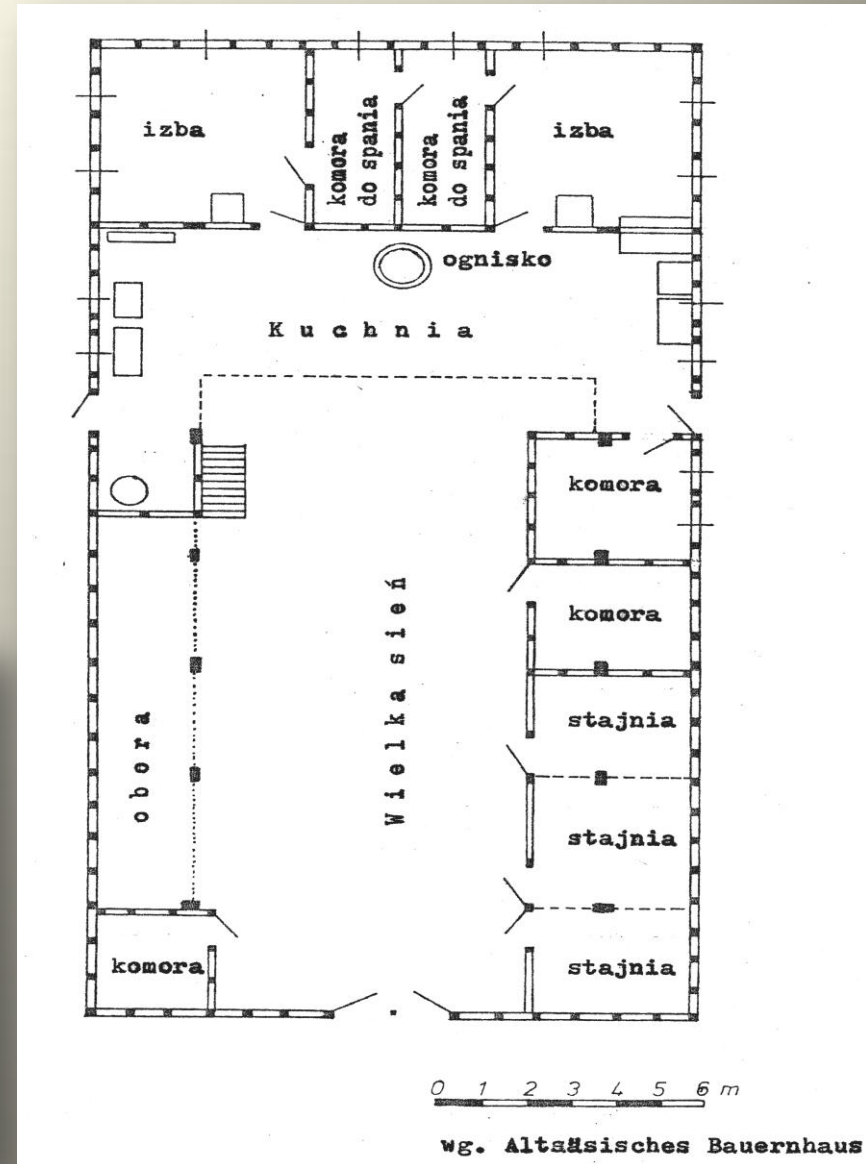 izba
komora
do spania
komora
do spania
izba
ognisko
Kuchnia
komora
komora
Wielka sień
obora
stajnia
stajnia
stajnia
komora
0 1 2 3 4 5 6 m
wg. Altsäsisches Bauernhaus